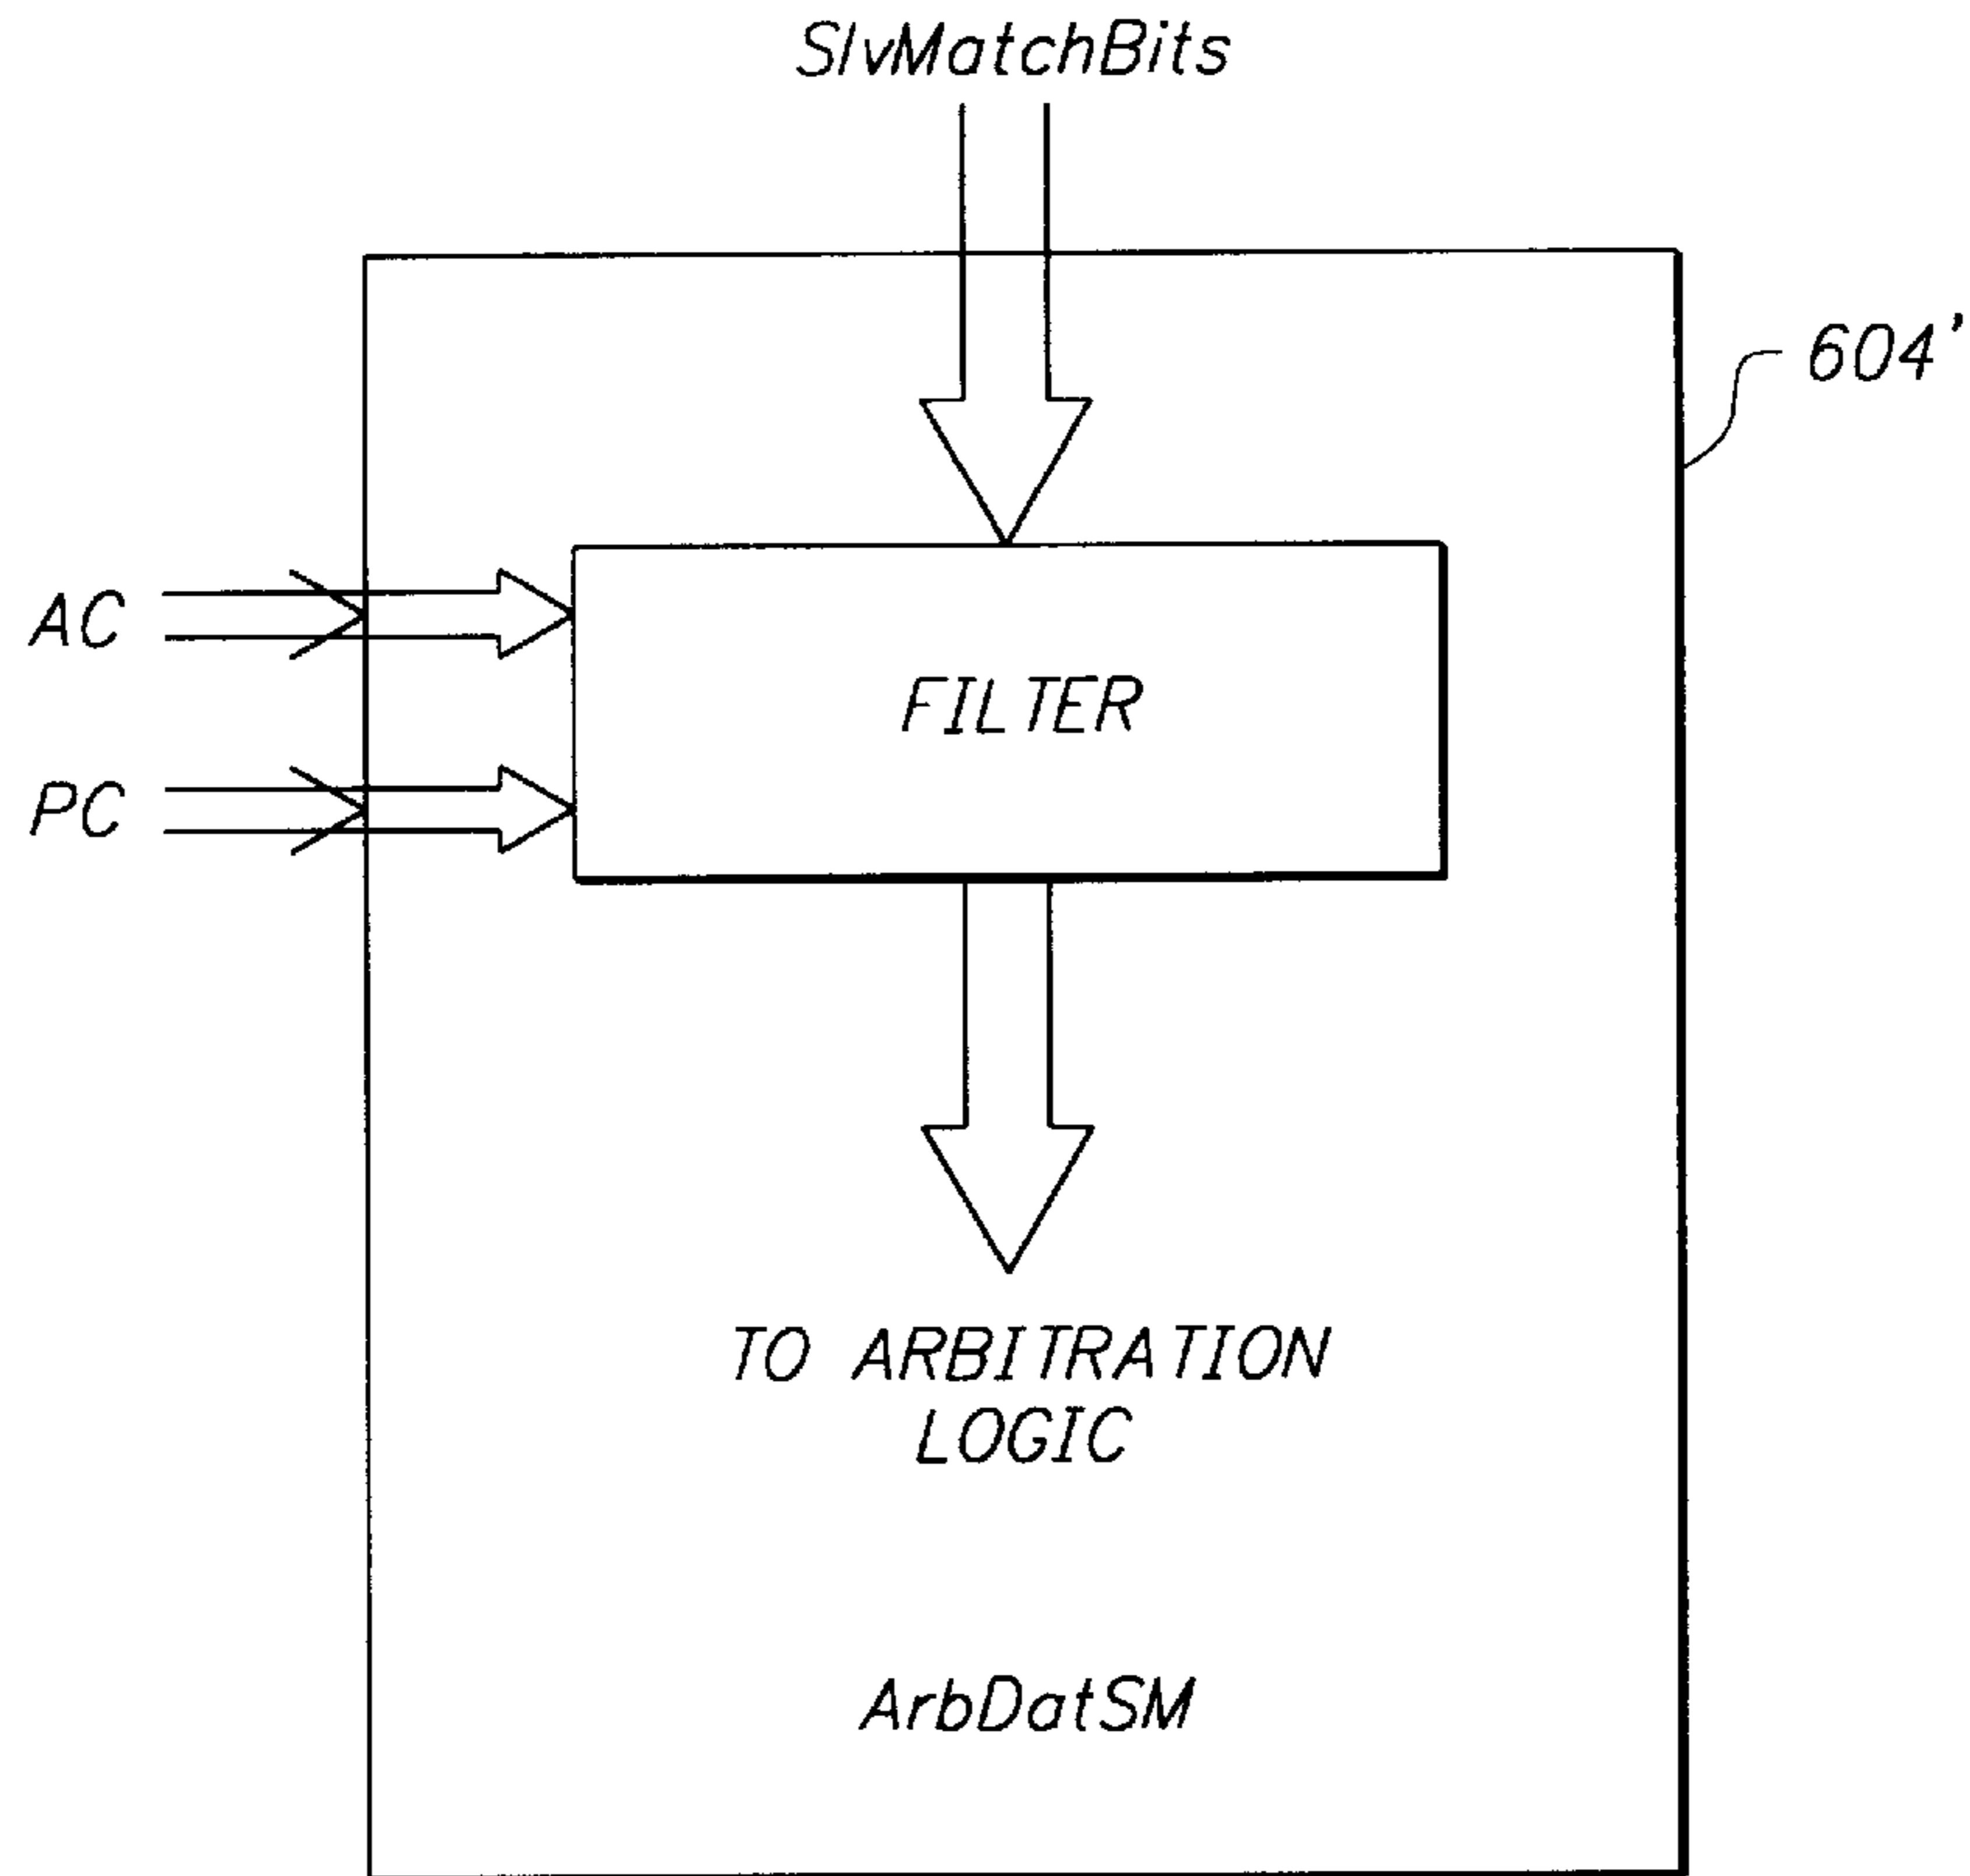 SlvMatchBits
604'
AC
FILTER
PC
TO ARBITRATION
LOGIC
ArbDatSM